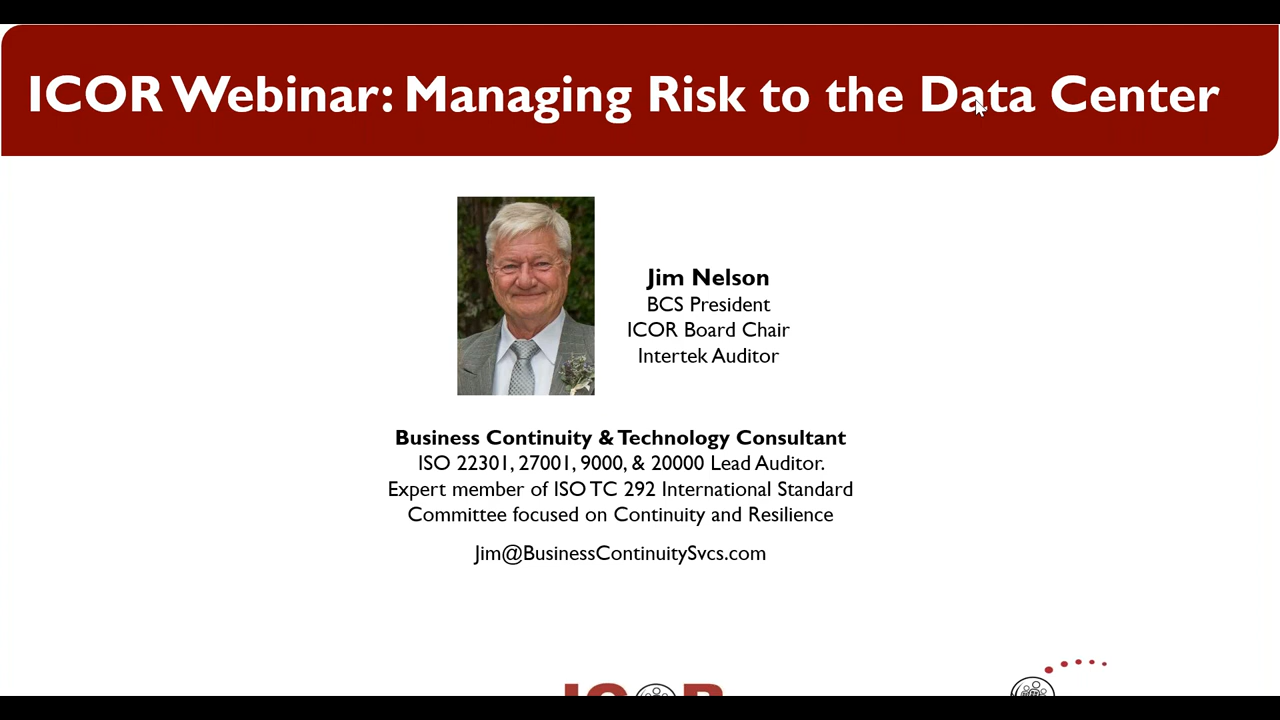 ICOR Webinar: Managing Risk to the Data Center
Jim Nelson
BCS President
ICOR Board Chair
Intertek Auditor
Business Continuity & Technology Consultant
ISO 22301, 27001, 9000, & 20000 Lead Auditor.
Expert member of ISO TC 292 International Standard
Committee focused on Continuity and Resilience
Jim@BusinessContinuitySvcs.com